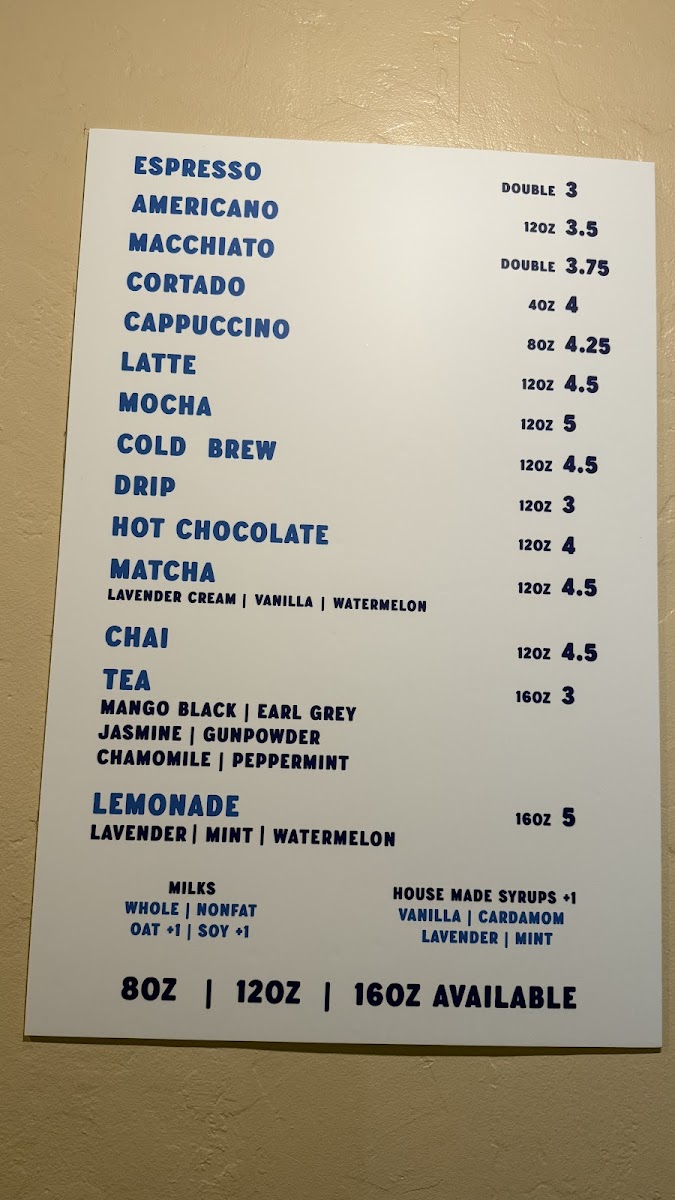 ESPRESSO DOUBLE 3
AMERICANO 12OZ 3.5
MACCHIATO DOUBLE 3.75
CORTADO 4OZ 4
CAPPUCCINO 8OZ 4.25
LATTE 12OZ 4.5
MOCHA 12OZ 5
COLD BREW 12OZ 4.5
DRIP 12OZ 3
HOT CHOCOLATE 12OZ 4
MATCHA 12OZ 4.5
LAVENDER CREAM | VANILLA | WATERMELON
CHAI 12OZ 4.5
TEA 16OZ 3
MANGO BLACK | EARL GREY
JASMINE | GUNPOWDER
CHAMOMILE | PEPPERMINT
LEMONADE 16OZ 5
LAVENDER | MINT | WATERMELON
MILKS
WHOLE | NONFAT
OAT +1 | SOY +1
HOUSE MADE SYRUPS +1
VANILLA | CARDAMOM
LAVENDER | MINT
8OZ | 12OZ | 16OZ AVAILABLE